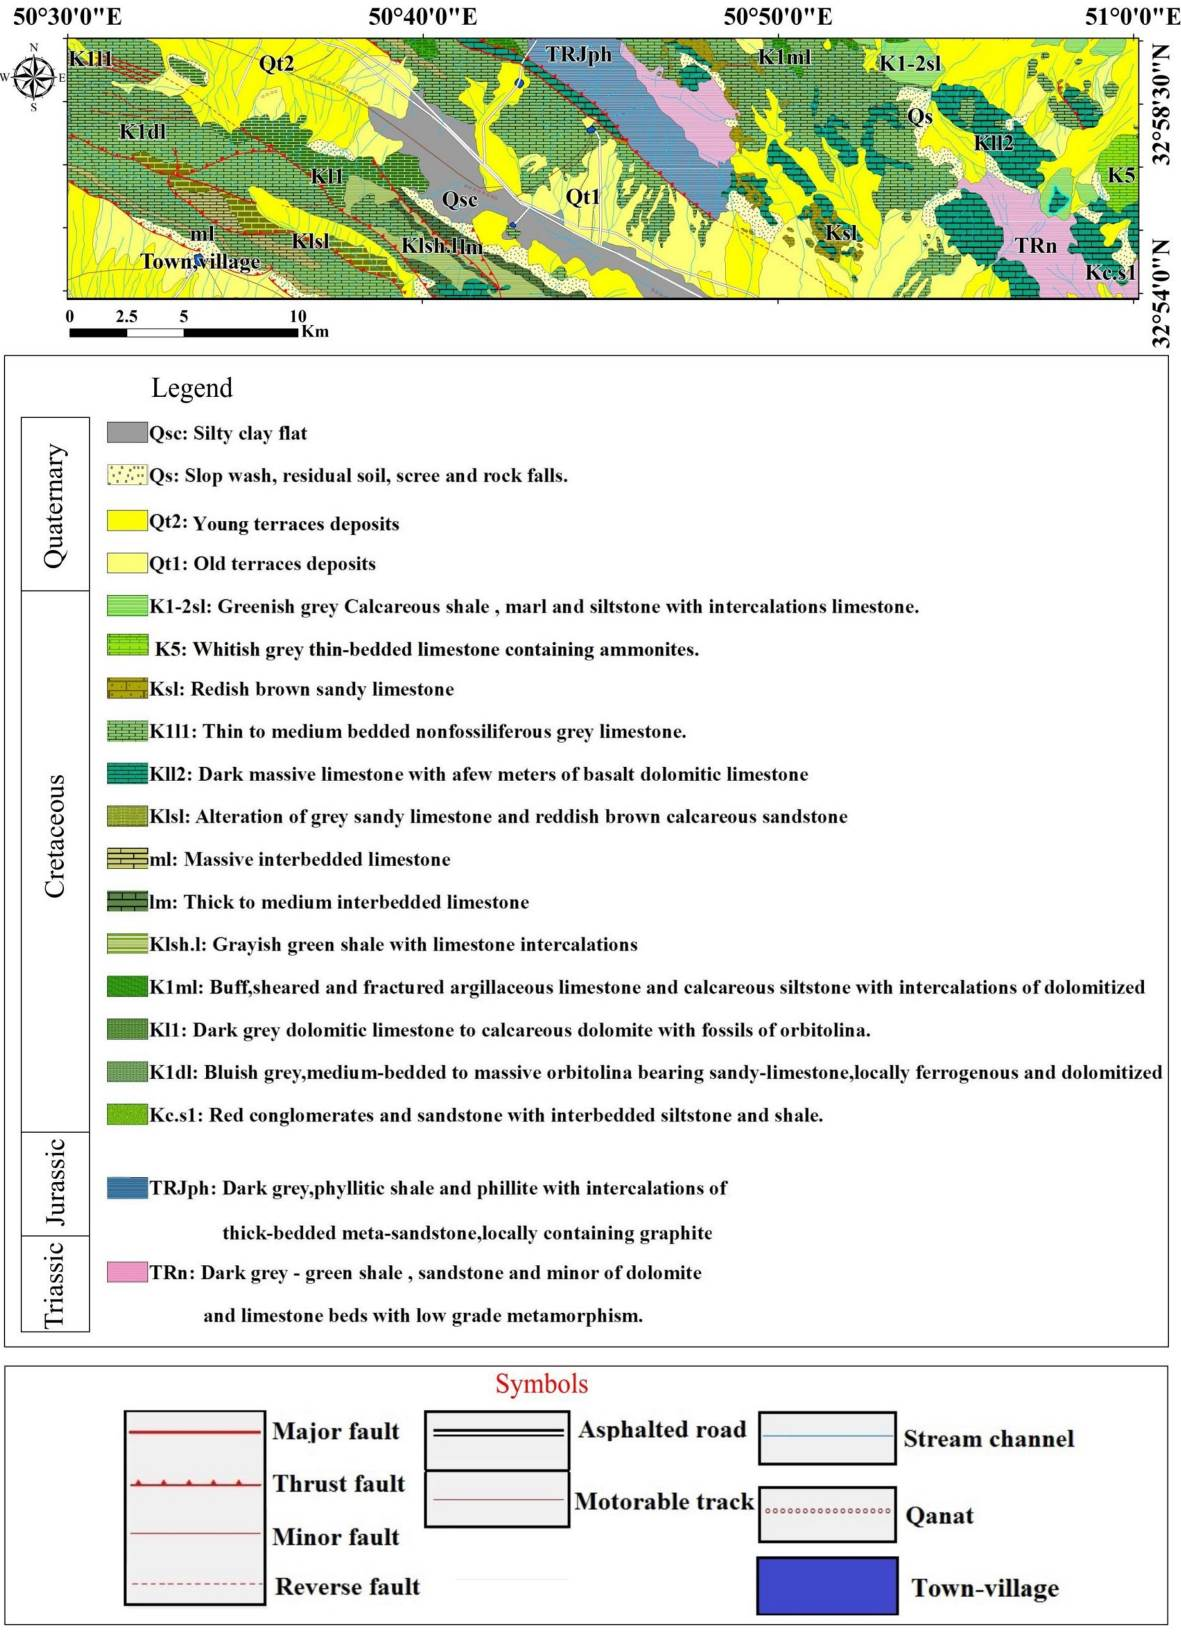 50°30'0"E 50°40'0"E 50°50'0"E 51°0'0"E
N
W E
S
32°58'30"N
32°54'0"N
K1l1
Qt2
TRJph
K1ml
K1-2sl
K1dl
Qs
Kll2
Kl1
K5
Qsc
Qt1
ml
Klsl
Klsh.llm
Ksl
TRn
Town.village
Kc.s1
0 2.5 5 10
Km
Legend
Quaternary
Qsc: Silty clay flat
Qs: Slop wash, residual soil, scree and rock falls.
Qt2: Young terraces deposits
Qt1: Old terraces deposits
Cretaceous
K1-2sl: Greenish grey Calcareous shale , marl and siltstone with intercalations limestone.
K5: Whitish grey thin-bedded limestone containing ammonites.
Ksl: Redish brown sandy limestone
K1l1: Thin to medium bedded nonfossiliferous grey limestone.
Kll2: Dark massive limestone with afew meters of basalt dolomitic limestone
Klsl: Alteration of grey sandy limestone and reddish brown calcareous sandstone
ml: Massive interbedded limestone
lm: Thick to medium interbedded limestone
Klsh.l: Grayish green shale with limestone intercalations
K1ml: Buff,sheared and fractured argillaceous limestone and calcareous siltstone with intercalations of dolomitized
Kl1: Dark grey dolomitic limestone to calcareous dolomite with fossils of orbitolina.
K1dl: Bluish grey,medium-bedded to massive orbitolina bearing sandy-limestone,locally ferrogenous and dolomitized
Kc.s1: Red conglomerates and sandstone with interbedded siltstone and shale.
Jurassic
TRJph: Dark grey,phyllitic shale and phillite with intercalations of
thick-bedded meta-sandstone,locally containing graphite
Triassic
TRn: Dark grey - green shale , sandstone and minor of dolomite
and limestone beds with low grade metamorphism.
Symbols
Major fault
Thrust fault
Minor fault
Reverse fault
Asphalted road
Motorable track
Stream channel
Qanat
Town-village